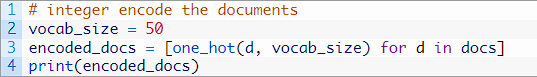 1 # integer encode the documents
2 vocab_size = 50
3 encoded_docs = [one_hot(d, vocab_size) for d in docs]
4 print(encoded_docs)